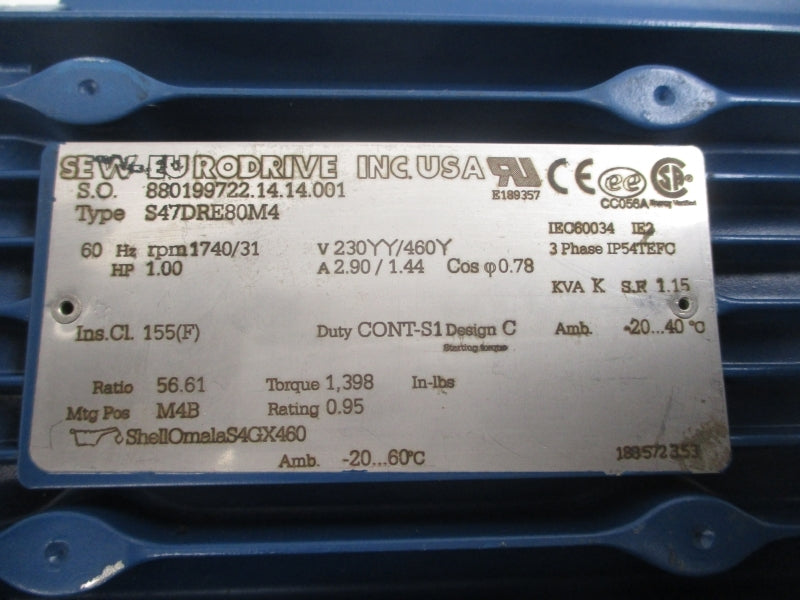 SEW-EURODRIVE INC. USA
S.O. 880199722.14.14.001
E189357
CC056A Energy Verified
Type S47DRE80M4
IEC60034 IE2
60 Hz rpm 1740/31 V 230YY/460Y 3 Phase IP54TEFC
HP 1.00 A 2.90 / 1.44 Cos φ 0.78
KVA K S.F. 1.15
Ins.Cl. 155(F) Duty CONT-S1 Design C Amb. -20...40 °C
Starting torque
Ratio 56.61 Torque 1,398 In-lbs
Mtg Pos M4B Rating 0.95
ShellOmalaS4GX460
Amb. -20...60°C
188 572 3.53